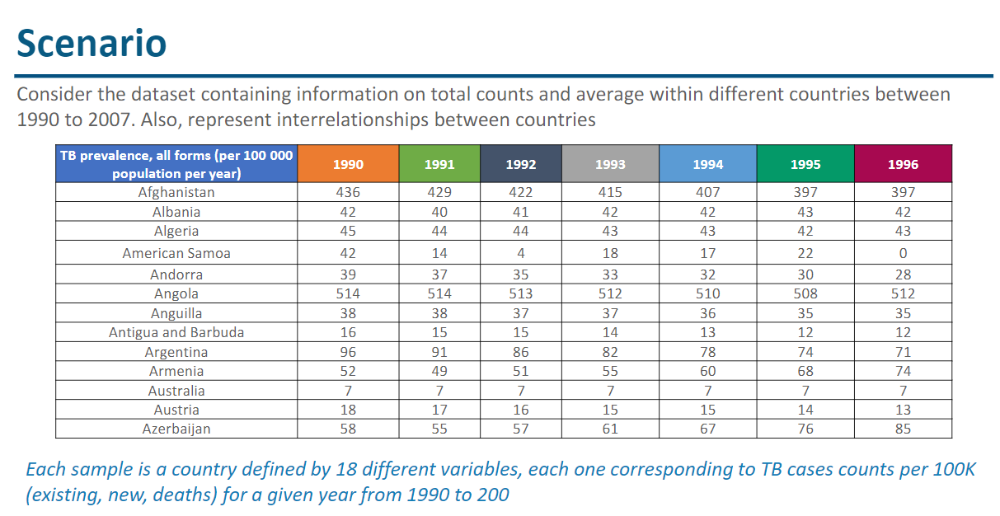 Scenario
Consider the dataset containing information on total counts and average within different countries between
1990 to 2007. Also, represent interrelationships between countries
TB prevalence, all forms (per 100 000
population per year) 1990 1991 1992 1993 1994 1995 1996
Afghanistan 436 429 422 415 407 397 397
Albania 42 40 41 42 42 43 42
Algeria 45 44 44 43 43 42 43
American Samoa 42 14 4 18 17 22 0
Andorra 39 37 35 33 32 30 28
Angola 514 514 513 512 510 508 512
Anguilla 38 38 37 37 36 35 35
Antigua and Barbuda 16 15 15 14 13 12 12
Argentina 96 91 86 82 78 74 71
Armenia 52 49 51 55 60 68 74
Australia 7 7 7 7 7 7 7
Austria 18 17 16 15 15 14 13
Azerbaijan 58 55 57 61 67 76 85
Each sample is a country defined by 18 different variables, each one corresponding to TB cases counts per 100K
(existing, new, deaths) for a given year from 1990 to 200